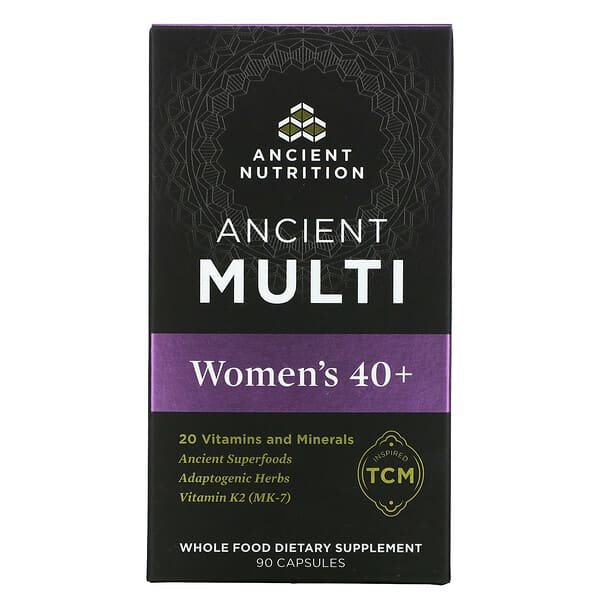 ANCIENT
NUTRITION
ANCIENT
MULTI
Women's 40+
20 Vitamins and Minerals
Ancient Superfoods
Adaptogenic Herbs
Vitamin K2 (MK-7)
INSPIRED
TCM
WHOLE FOOD DIETARY SUPPLEMENT
90 CAPSULES